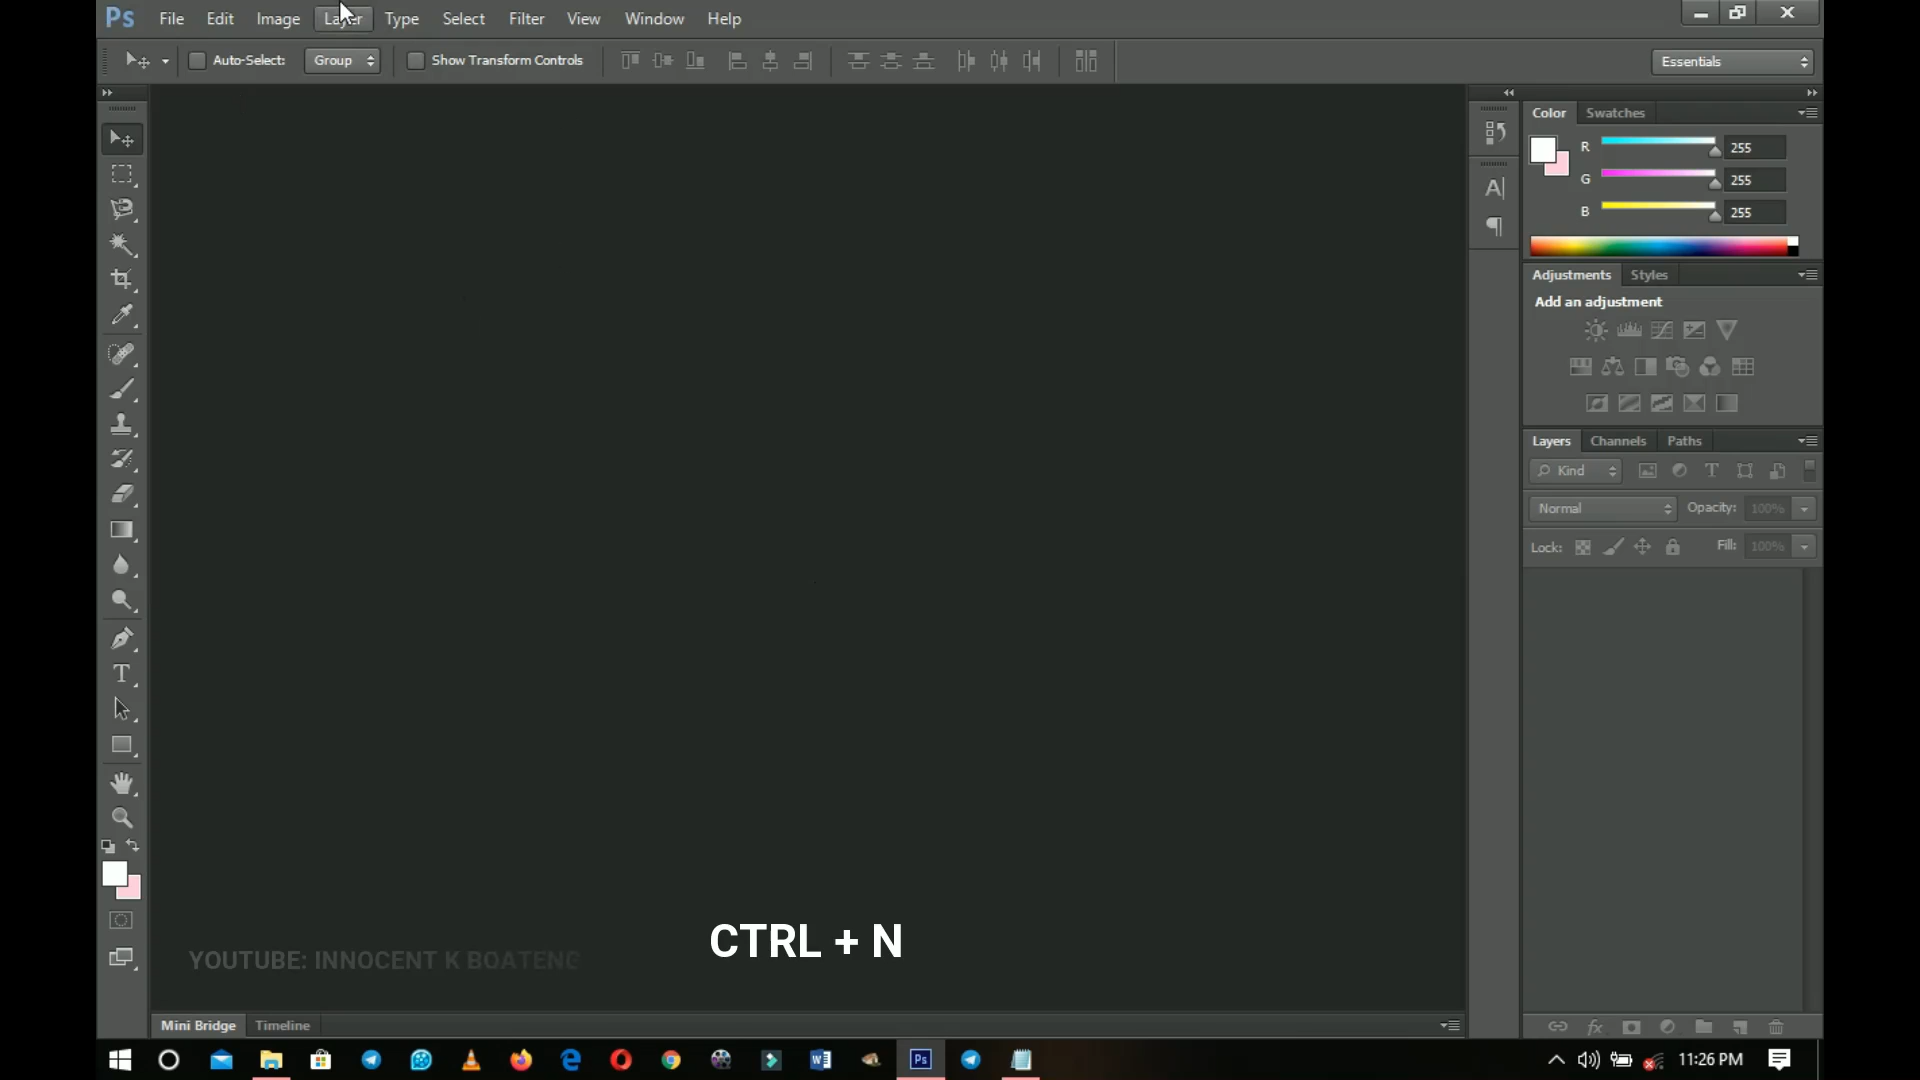 Ps File Edit Image Layer Type Select Filter View Window Help
Auto-Select: Group Show Transform Controls
Essentials
Color Swatches
R 255
G 255
B 255
Adjustments Styles
Add an adjustment
Layers Channels Paths
Kind
Normal Opacity: 100%
Lock: Fill: 100%
CTRL + N
YOUTUBE: INNOCENT K BOATENG
Mini Bridge Timeline
Ps
11:26 PM